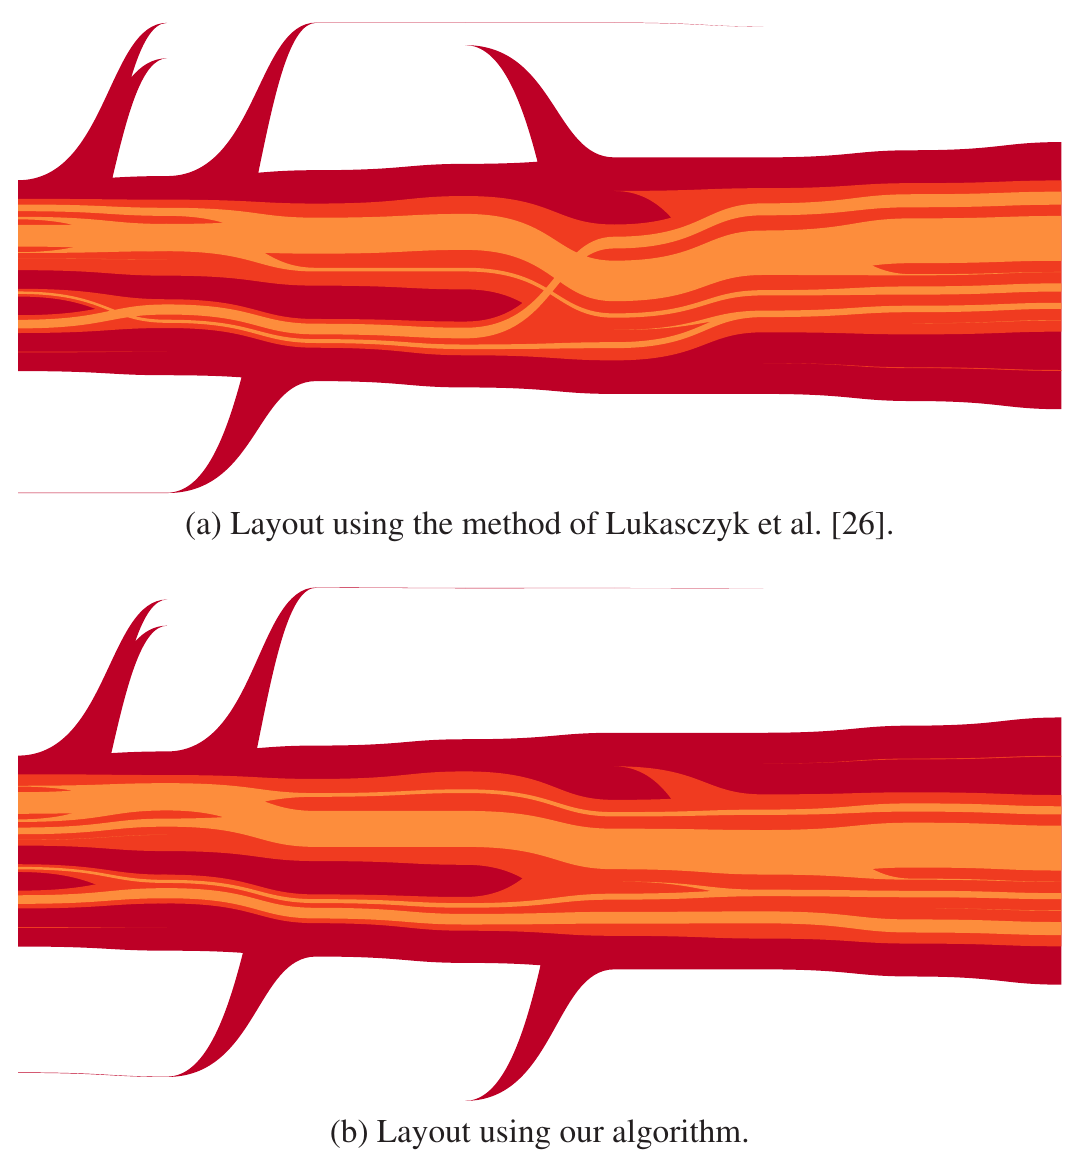 (a) Layout using the method of Lukasczyk et al. [26].
(b) Layout using our algorithm.